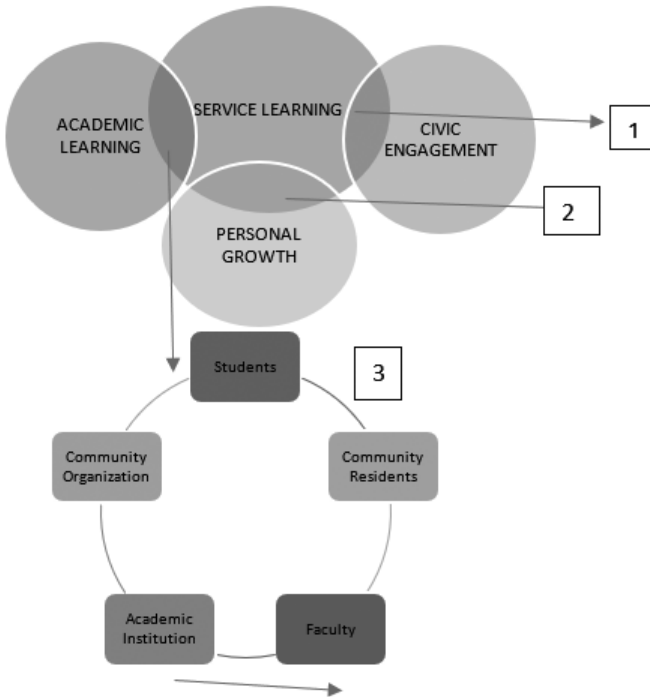 SERVICE LEARNING
ACADEMIC
LEARNING
CIVIC
ENGAGEMENT
1
2
PERSONAL
GROWTH
Students
3
Community
Organization
Community
Residents
Academic
Institution
Faculty